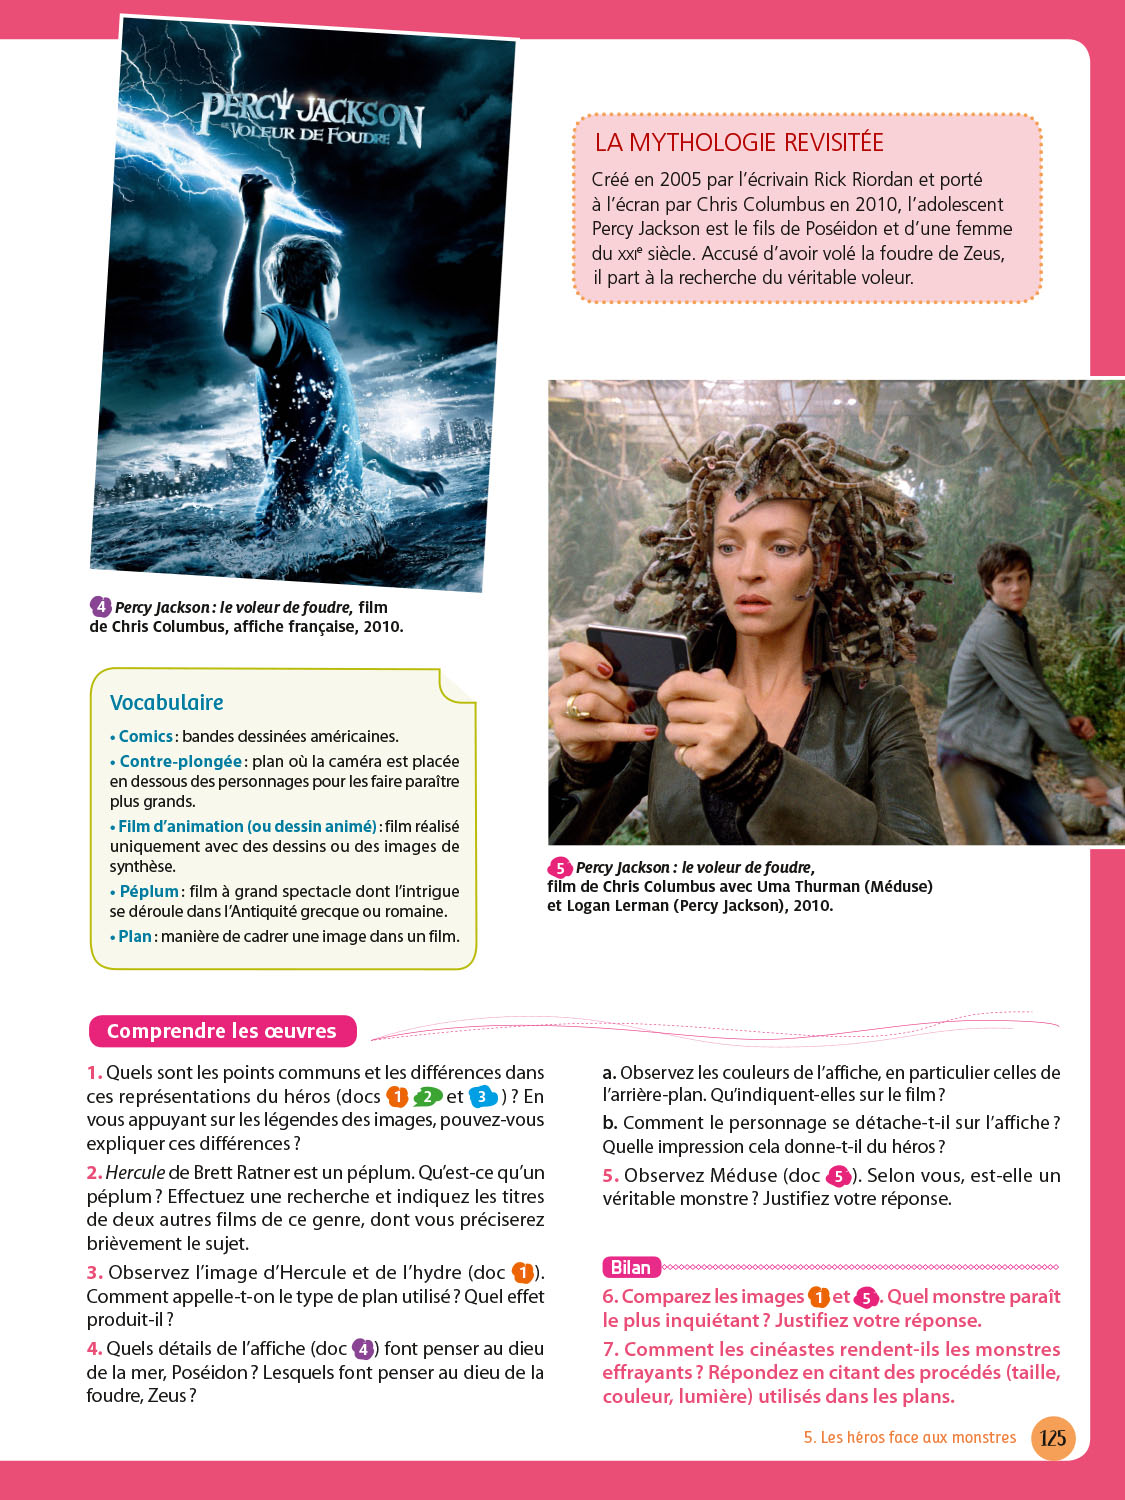 PERCY JACKSON
LE VOLEUR DE FOUDRE
LA MYTHOLOGIE REVISITÉE
Créé en 2005 par l'écrivain Rick Riordan et porté
à l'écran par Chris Columbus en 2010, l'adolescent
Percy Jackson est le fils de Poséidon et d'une femme
du XXIe siècle. Accusé d'avoir volé la foudre de Zeus,
il part à la recherche du véritable voleur.
4 Percy Jackson : le voleur de foudre, film
de Chris Columbus, affiche française, 2010.
Vocabulaire
• Comics : bandes dessinées américaines.
• Contre-plongée : plan où la caméra est placée
en dessous des personnages pour les faire paraître
plus grands.
• Film d'animation (ou dessin animé) : film réalisé
uniquement avec des dessins ou des images de
synthèse.
• Péplum : film à grand spectacle dont l'intrigue
se déroule dans l'Antiquité grecque ou romaine.
• Plan : manière de cadrer une image dans un film.
5 Percy Jackson : le voleur de foudre,
film de Chris Columbus avec Uma Thurman (Méduse)
et Logan Lerman (Percy Jackson), 2010.
Comprendre les œuvres
1. Quels sont les points communs et les différences dans
ces représentations du héros (docs 1 2 et 3 ) ? En
vous appuyant sur les légendes des images, pouvez-vous
expliquer ces différences ?
2. Hercule de Brett Ratner est un péplum. Qu'est-ce qu'un
péplum ? Effectuez une recherche et indiquez les titres
de deux autres films de ce genre, dont vous préciserez
brièvement le sujet.
3. Observez l'image d'Hercule et de l'hydre (doc 1 ).
Comment appelle-t-on le type de plan utilisé ? Quel effet
produit-il ?
4. Quels détails de l'affiche (doc 4 ) font penser au dieu
de la mer, Poséidon ? Lesquels font penser au dieu de la
foudre, Zeus ?
a. Observez les couleurs de l'affiche, en particulier celles de
l'arrière-plan. Qu'indiquent-elles sur le film ?
b. Comment le personnage se détache-t-il sur l'affiche ?
Quelle impression cela donne-t-il du héros ?
5. Observez Méduse (doc 5 ). Selon vous, est-elle un
véritable monstre ? Justifiez votre réponse.
Bilan
6. Comparez les images 1 et 5 . Quel monstre paraît
le plus inquiétant ? Justifiez votre réponse.
7. Comment les cinéastes rendent-ils les monstres
effrayants ? Répondez en citant des procédés (taille,
couleur, lumière) utilisés dans les plans.
5. Les héros face aux monstres 125